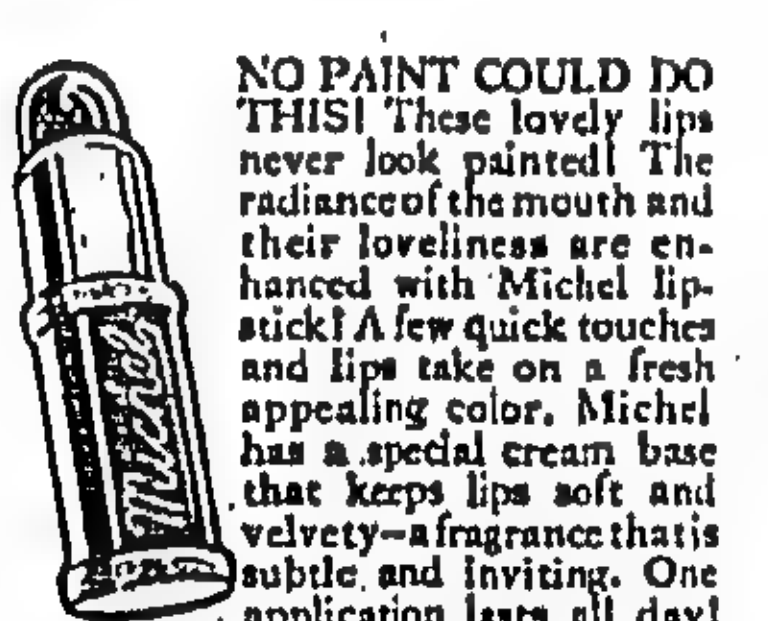 NO PAINT COULD DO
THIS! These lovely lips
never look painted! The
radiance of the mouth and
their loveliness are en-
hanced with Michel lip-
stick! A few quick touches
and lips take on a fresh
appealing color. Michel
has a special cream base
that keeps lips soft and
velvety—a fragrance that is
subtle and inviting. One
application lasts all day!